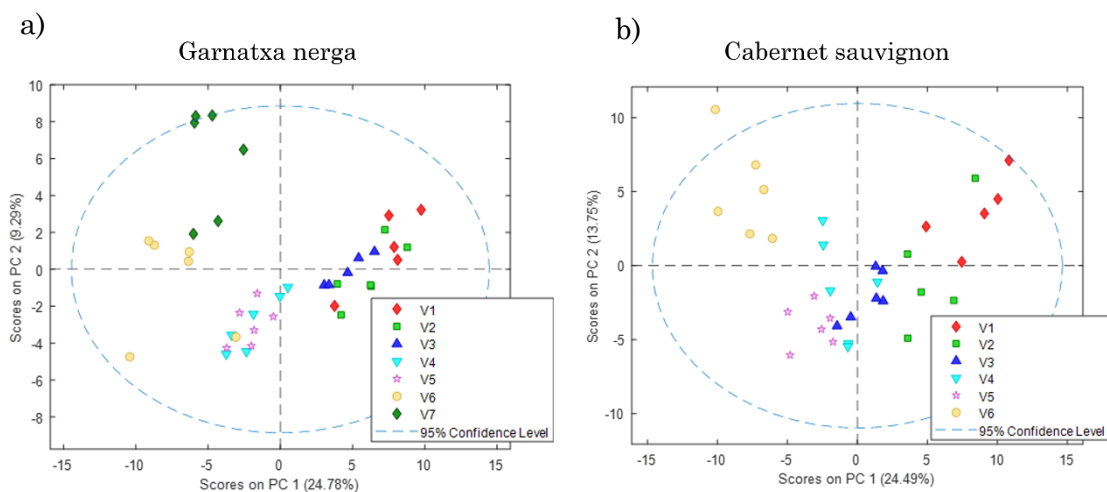 a)
Garnatxa nerga
Scores on PC 2 (9.29%)
10
8
6
4
2
0
-2
-4
-6
-8
-15
-10
-5
0
5
10
15
Scores on PC 1 (24.78%)
V1
V2
V3
V4
V5
V6
V7
95% Confidence Level
b)
Cabernet sauvignon
Scores on PC 2 (13.75%)
10
5
0
-5
-10
-15
-10
-5
0
5
10
15
Scores on PC 1 (24.49%)
V1
V2
V3
V4
V5
V6
95% Confidence Level